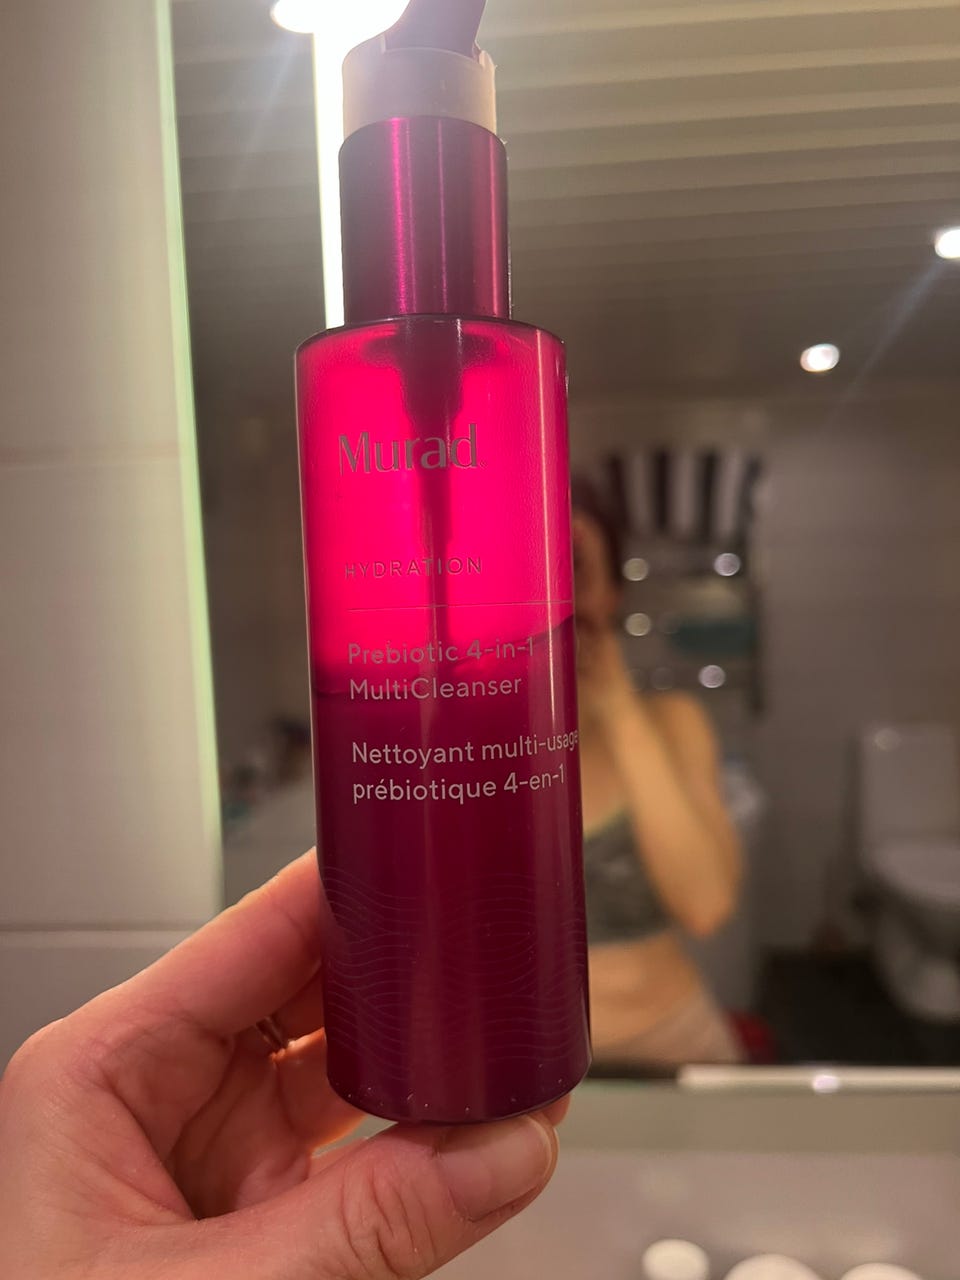 Murad
HYDRATION
Prebiotic 4-in-1
MultiCleanser
Nettoyant multi-usage
prébiotique 4-en-1